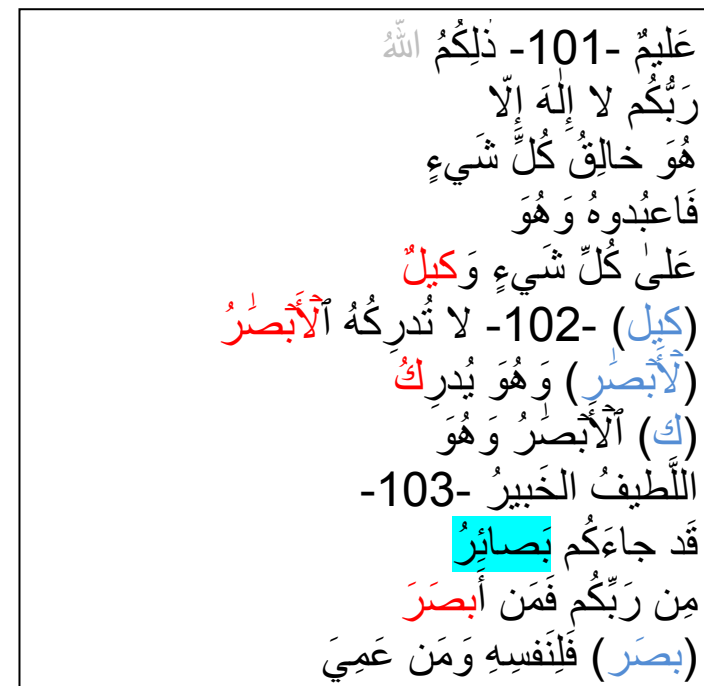 عَليمٌ -101- ذٰلِكُمُ اللَّهُ
رَبُّكُم لا إِلٰهَ إِلّا
هُوَ خالِقُ كُلِّ شَيءٍ
فَاعبُدوهُ وَهُوَ
عَلىٰ كُلِّ شَيءٍ وَكيلٌ
(كيل) -102- لا تُدرِكُهُ ٱلۡأَبۡصَٰرُ
(لۡأَبۡصَٰرِ) وَهُوَ يُدرِكُ
(ك) ٱلۡأَبۡصَٰرُ وَهُوَ
اللَّطيفُ الخَبيرُ -103-
قَد جاءَكُم بَصائِرُ
مِن رَبِّكُم فَمَن أَبصَرَ
(بصَر) فَلِنَفسِهِ وَمَن عَمِيَ